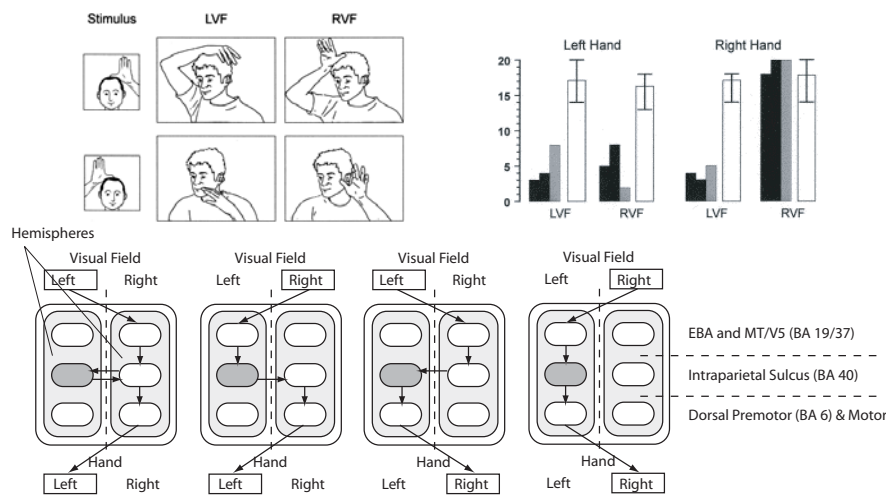 Stimulus LVF RVF
Left Hand Right Hand
20
15
10
5
0
LVF RVF LVF RVF
Hemispheres
Visual Field Visual Field Visual Field Visual Field
Left Right Left Right Left Right Left Right
EBA and MT/V5 (BA 19/37)
Intraparietal Sulcus (BA 40)
Dorsal Premotor (BA 6) & Motor
Hand Hand Hand Hand
Left Right Left Right Left Right Left Right